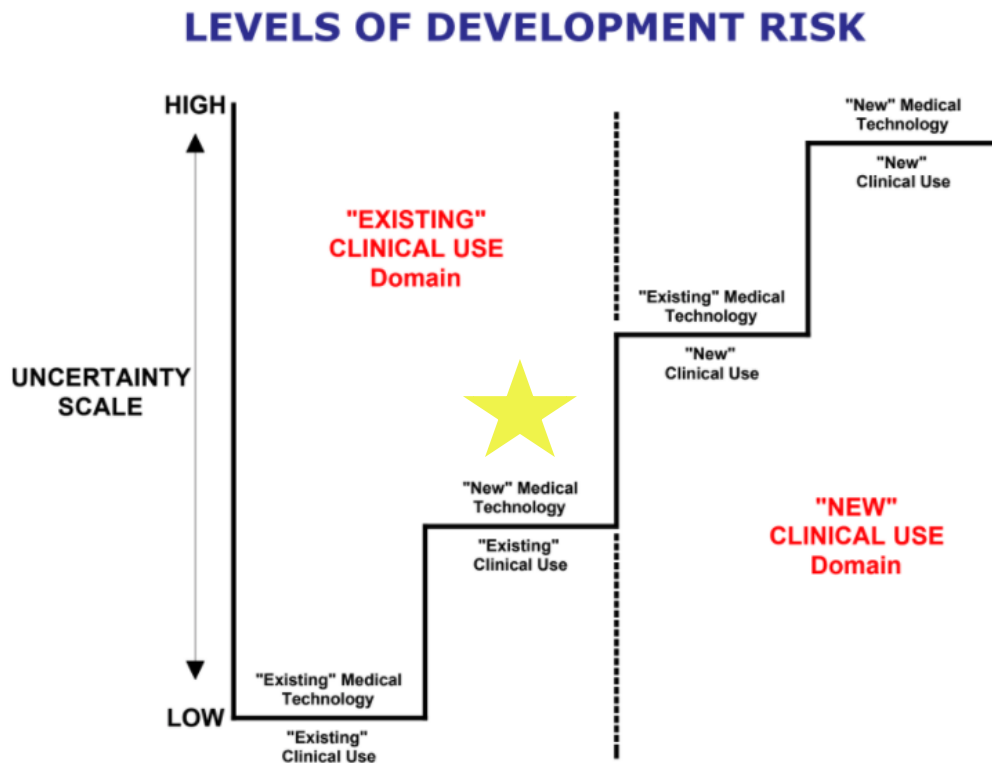 LEVELS OF DEVELOPMENT RISK
HIGH
"New" Medical
Technology
"New"
Clinical Use
"EXISTING"
CLINICAL USE
Domain
"Existing" Medical
Technology
"New"
Clinical Use
UNCERTAINTY
SCALE
"New" Medical
Technology
"Existing"
Clinical Use
"NEW"
CLINICAL USE
Domain
"Existing" Medical
Technology
LOW
"Existing"
Clinical Use